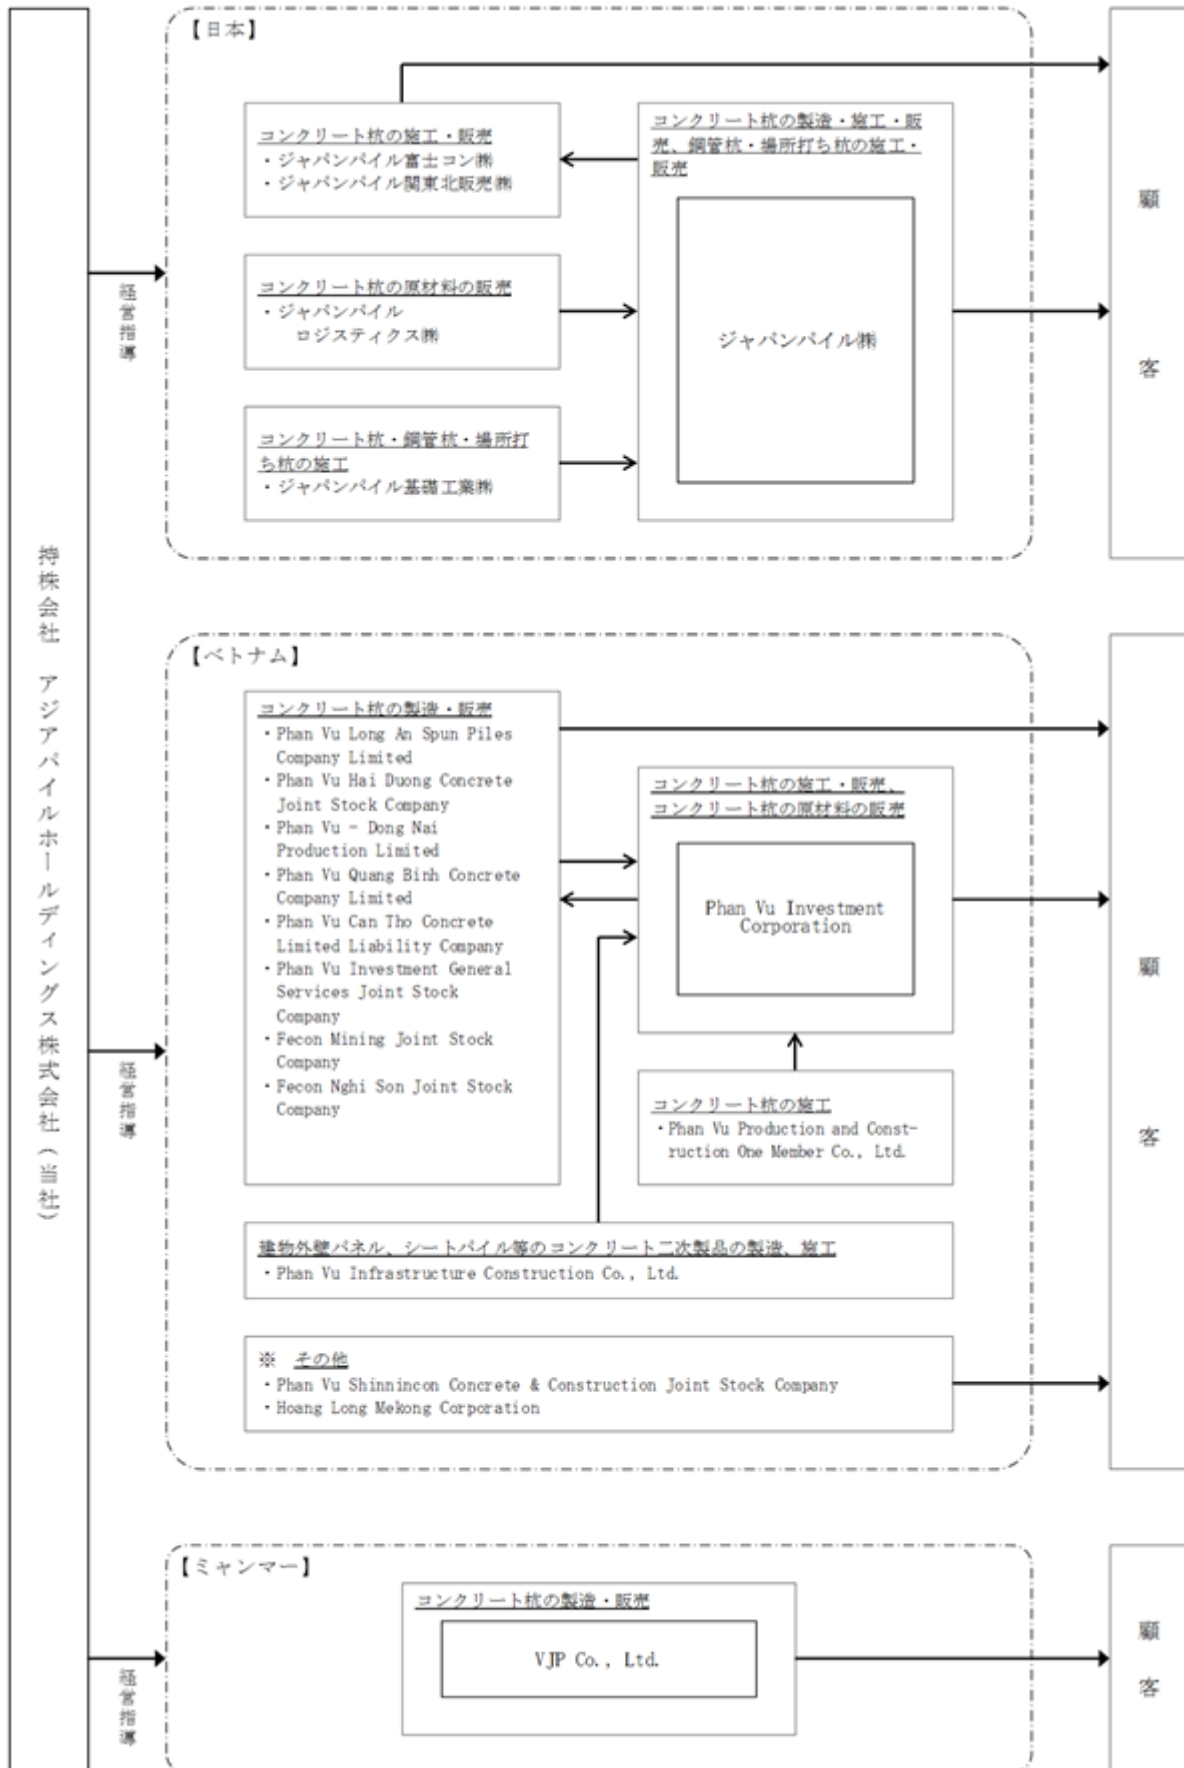 持株会社 アジアパイルホールディングス株式会社(当社)
経営指導
【日本】
コンクリート杭の施工・販売
・ジャパンパイル富士コン㈱
・ジャパンパイル関東北販売㈱
コンクリート杭の原材料の販売
・ジャパンパイル
ロジスティクス㈱
コンクリート杭・鋼管杭・場所打
ち杭の施工
・ジャパンパイル基礎工業㈱
コンクリート杭の製造・施工・販
売、鋼管杭・場所打ち杭の施工・
販売
ジャパンパイル㈱
顧客
経営指導
【ベトナム】
コンクリート杭の製造・販売
・Phan Vu Long An Spun Piles
Company Limited
・Phan Vu Hai Duong Concrete
Joint Stock Company
・Phan Vu - Dong Nai
Production Limited
・Phan Vu Quang Binh Concrete
Company Limited
・Phan Vu Can Tho Concrete
Limited Liability Company
・Phan Vu Investment General
Services Joint Stock
Company
・Fecon Mining Joint Stock
Company
・Fecon Nghi Son Joint Stock
Company
コンクリート杭の施工・販売、
コンクリート杭の原材料の販売
Phan Vu Investment
Corporation
コンクリート杭の施工
・Phan Vu Production and Const-
ruction One Member Co., Ltd.
建物外壁パネル、シートパイル等のコンクリート二次製品の製造、施工
・Phan Vu Infrastructure Construction Co., Ltd.
※ その他
・Phan Vu Shinnincon Concrete & Construction Joint Stock Company
・Hoang Long Mekong Corporation
顧客
経営指導
【ミャンマー】
コンクリート杭の製造・販売
VJP Co., Ltd.
顧客